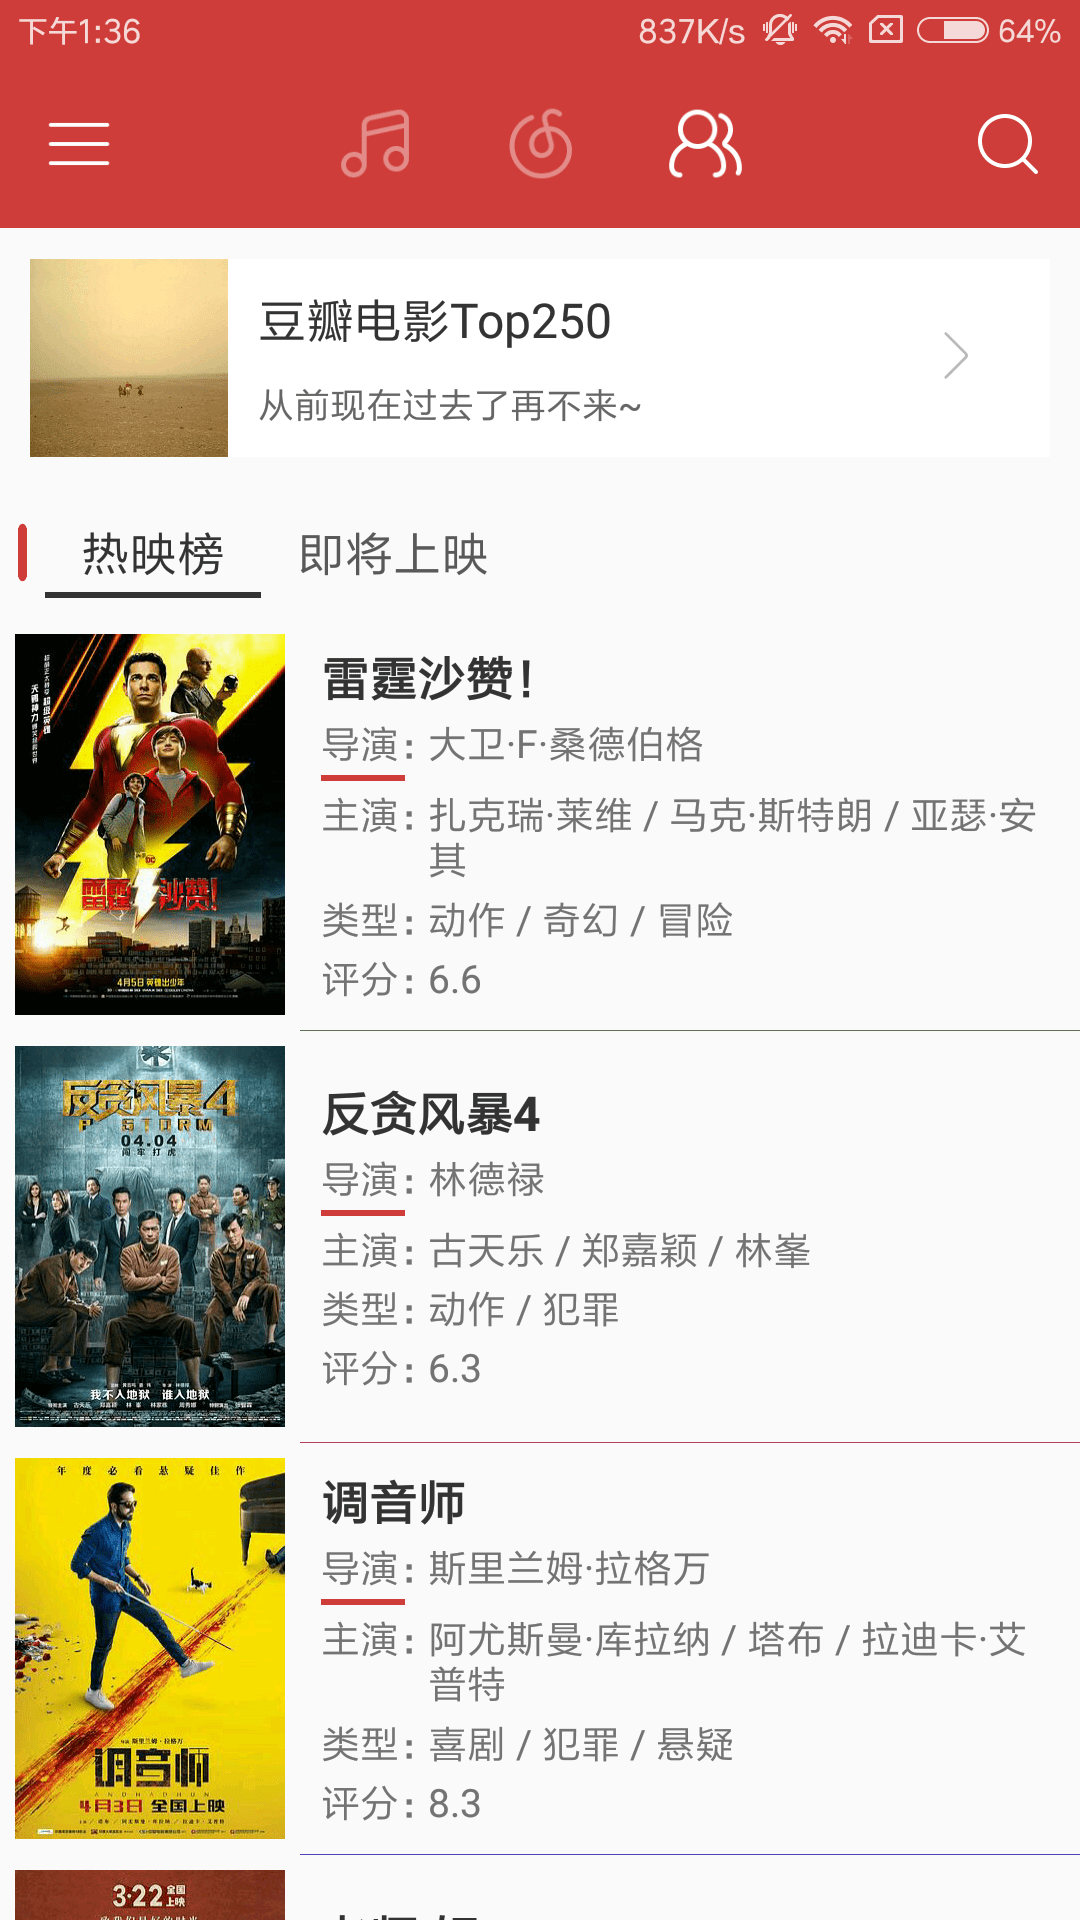 下午1:36
837K/s
64%
豆瓣电影Top250
从前现在过去了再不来~
热映榜
即将上映
雷霆沙赞!
导演: 大卫·F·桑德伯格
主演: 扎克瑞·莱维 / 马克·斯特朗 / 亚瑟·安
其
类型: 动作 / 奇幻 / 冒险
评分: 6.6
雷霆沙赞!
4月5日 英雄出少年
反贪风暴4
导演: 林德禄
主演: 古天乐 / 郑嘉颖 / 林峯
类型: 动作 / 犯罪
评分: 6.3
反贪风暴4
04.04
闯牢打虎
我不入地狱 谁入地狱
调音师
导演: 斯里兰姆·拉格万
主演: 阿尤斯曼·库拉纳 / 塔布 / 拉迪卡·艾
普特
类型: 喜剧 / 犯罪 / 悬疑
评分: 8.3
年度必看悬疑佳作
调音师
ANDHADHUN
4月3日 全国上映
3·22 全国
上映